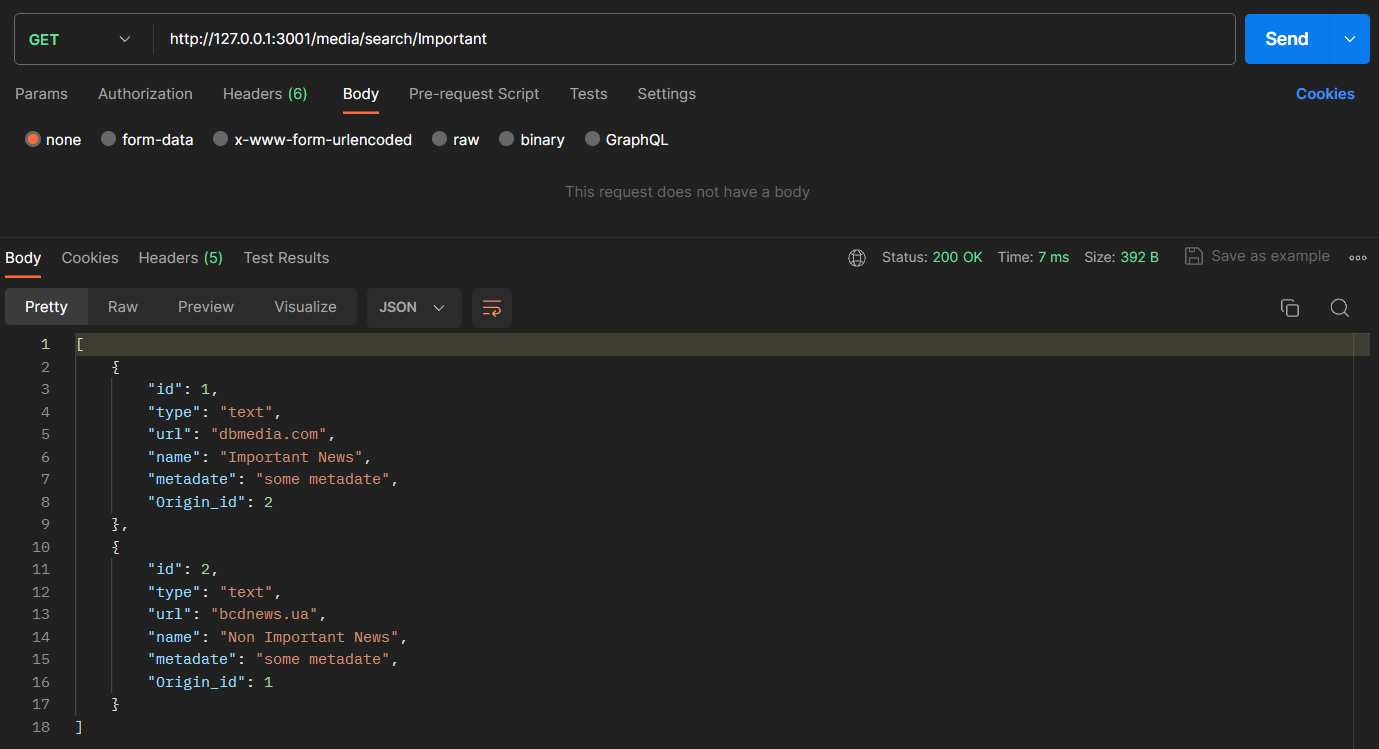 GET http://127.0.0.1:3001/media/search/Important Send
Params Authorization Headers (6) Body Pre-request Script Tests Settings Cookies
none form-data x-www-form-urlencoded raw binary GraphQL
This request does not have a body
Body Cookies Headers (5) Test Results Status: 200 OK Time: 7 ms Size: 392 B Save as example
Pretty Raw Preview Visualize JSON
1 [
2 {
3 "id": 1,
4 "type": "text",
5 "url": "dbmedia.com",
6 "name": "Important News",
7 "metadate": "some metadate",
8 "Origin_id": 2
9 },
10 {
11 "id": 2,
12 "type": "text",
13 "url": "bcdnews.ua",
14 "name": "Non Important News",
15 "metadate": "some metadate",
16 "Origin_id": 1
17 }
18 ]